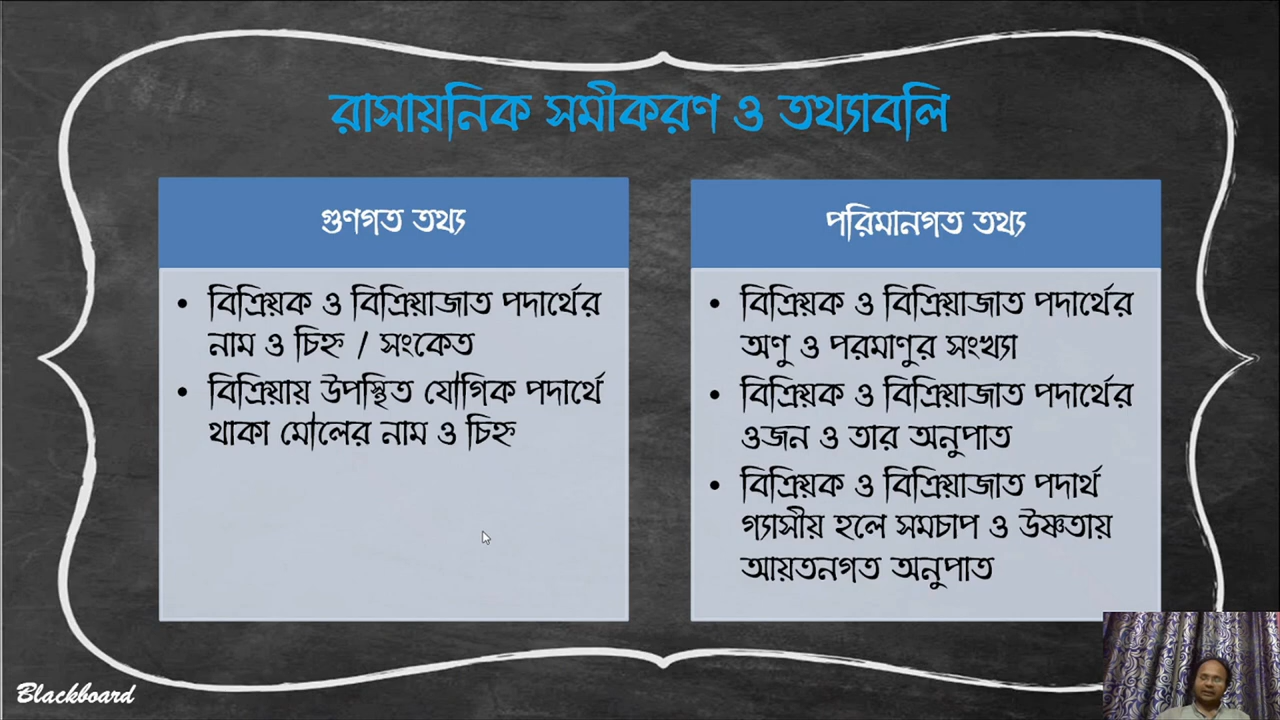 রাসায়নিক সমীকরণ ও তথ্যাবলি
গুণগত তথ্য
• বিক্রিয়ক ও বিক্রিয়াজাত পদার্থের
নাম ও চিহ্ন / সংকেত
• বিক্রিয়ায় উপস্থিত যৌগিক পদার্থে
থাকা মৌলের নাম ও চিহ্ন
পরিমানগত তথ্য
• বিক্রিয়ক ও বিক্রিয়াজাত পদার্থের
অণু ও পরমাণুর সংখ্যা
• বিক্রিয়ক ও বিক্রিয়াজাত পদার্থের
ওজন ও তার অনুপাত
• বিক্রিয়ক ও বিক্রিয়াজাত পদার্থ
গ্যাসীয় হলে সমচাপ ও উষ্ণতায়
আয়তনগত অনুপাত
Blackboard